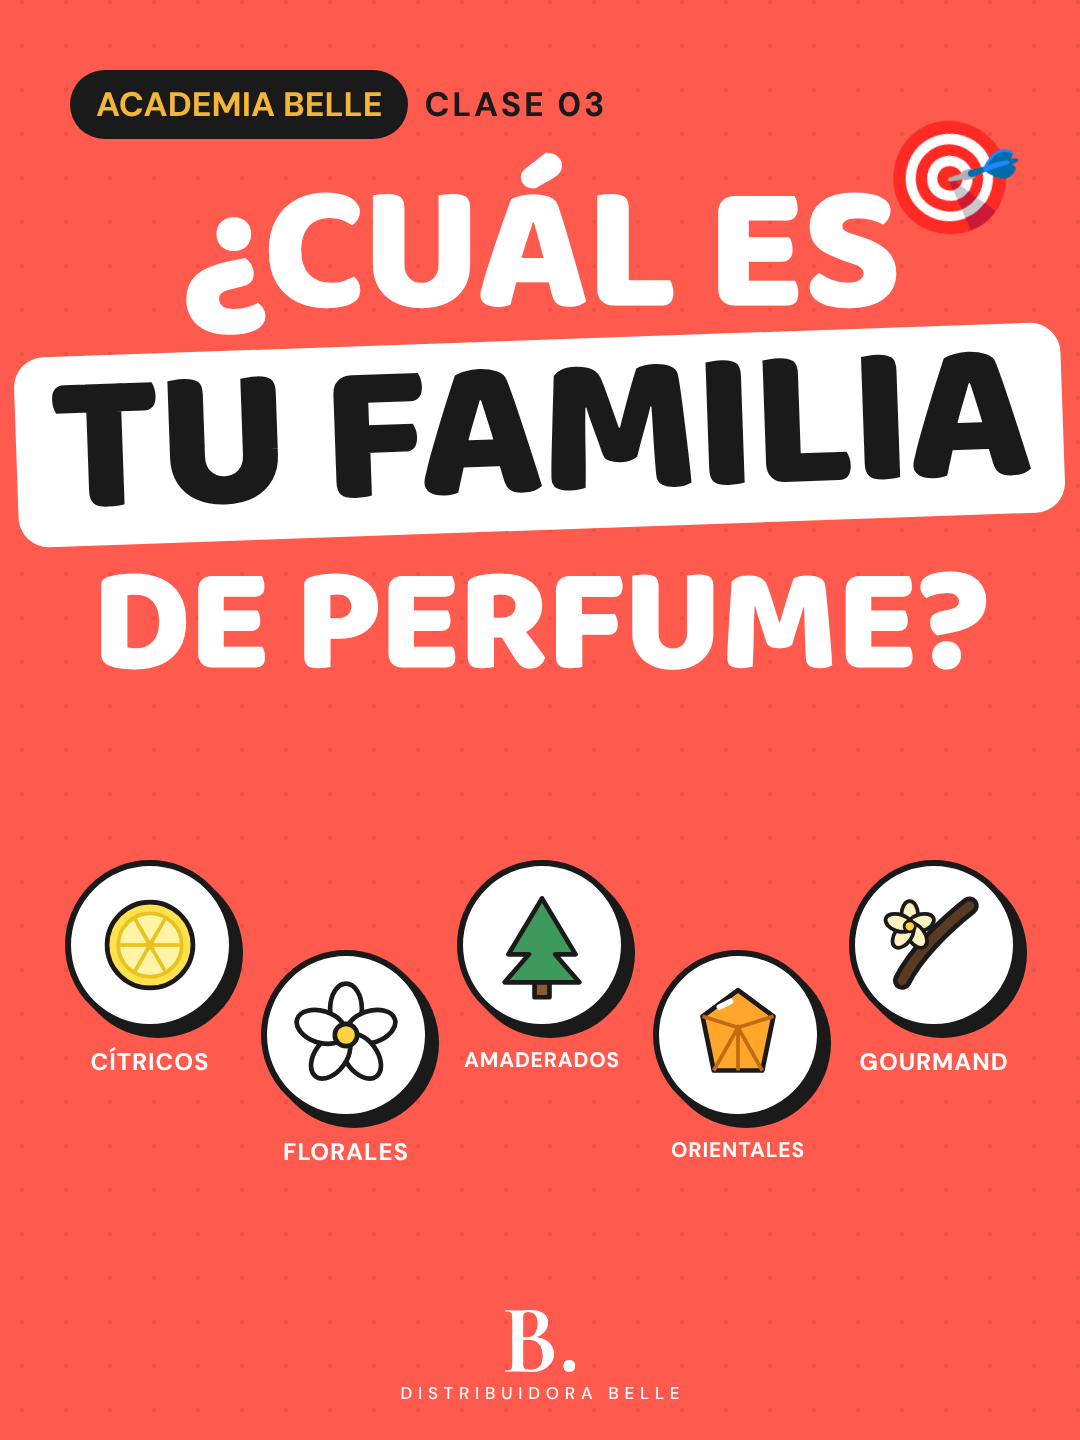 ACADEMIA BELLE CLASE 03
¿CUÁL ES
TU FAMILIA
DE PERFUME?
CÍTRICOS
FLORALES
AMADERADOS
ORIENTALES
GOURMAND
B.
DISTRIBUIDORA BELLE